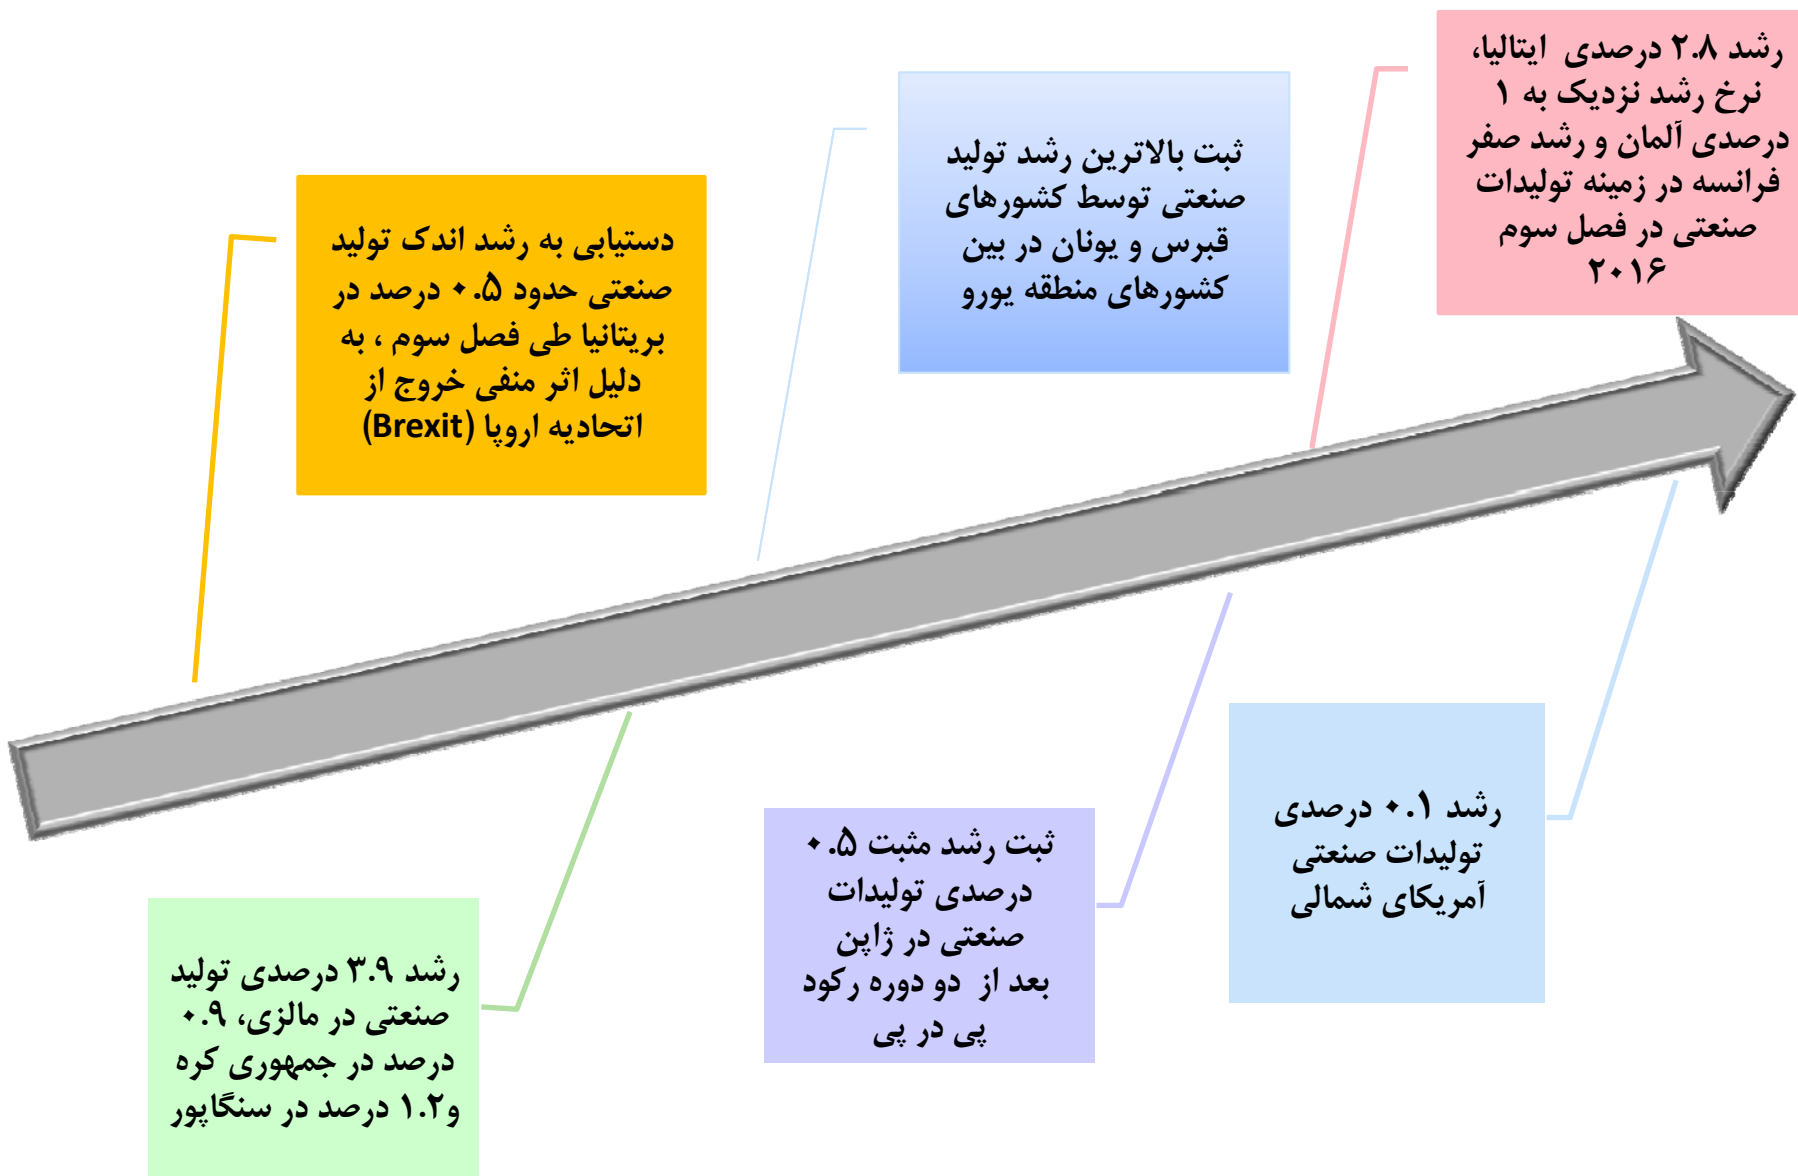 رشد ۲.۸ درصدی ایتالیا،
نرخ رشد نزدیک به ۱
درصدی آلمان و رشد صفر
فرانسه در زمینه تولیدات
صنعتی در فصل سوم
۲۰۱۶
ثبت بالاترین رشد تولید
صنعتی توسط کشورهای
قبرس و یونان در بین
کشورهای منطقه یورو
دستیابی به رشد اندک تولید
صنعتی حدود ۰.۵ درصد در
بریتانیا طی فصل سوم ، به
دلیل اثر منفی خروج از
اتحادیه اروپا (Brexit)
رشد ۰.۱ درصدی
تولیدات صنعتی
آمریکای شمالی
ثبت رشد مثبت ۰.۵
درصدی تولیدات
صنعتی در ژاپن
بعد از دو دوره رکود
پی در پی
رشد ۳.۹ درصدی تولید
صنعتی در مالزی، ۰.۹
درصد در جمهوری کره
و۱.۲ درصد در سنگاپور